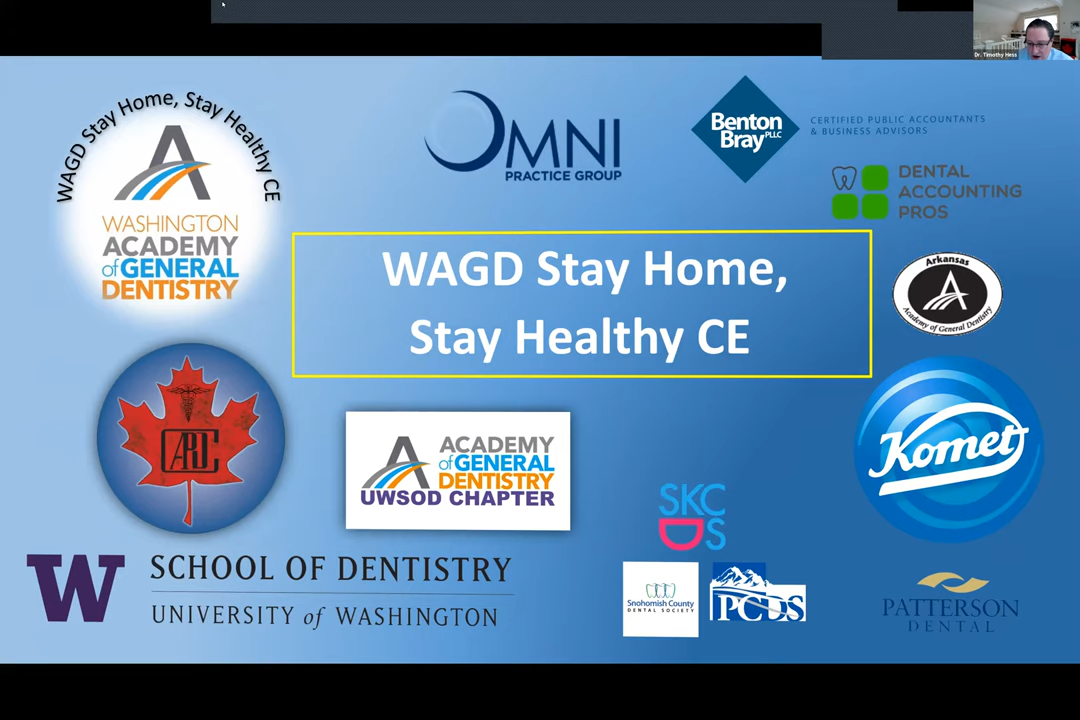 Dr. Timothy Hess
WAGD Stay Home, Stay Healthy CE
WASHINGTON
ACADEMY
of GENERAL
DENTISTRY
OMNI
PRACTICE GROUP
Benton
Bray PLLC
CERTIFIED PUBLIC ACCOUNTANTS
& BUSINESS ADVISORS
DENTAL
ACCOUNTING
PROS
WAGD Stay Home,
Stay Healthy CE
Arkansas
Academy of General Dentistry
Komet
ACADEMY
of GENERAL
DENTISTRY
UWSOD CHAPTER
SKC
DS
Snohomish County
DENTAL SOCIETY
PCDS
PATTERSON
DENTAL
W
SCHOOL OF DENTISTRY
UNIVERSITY of WASHINGTON